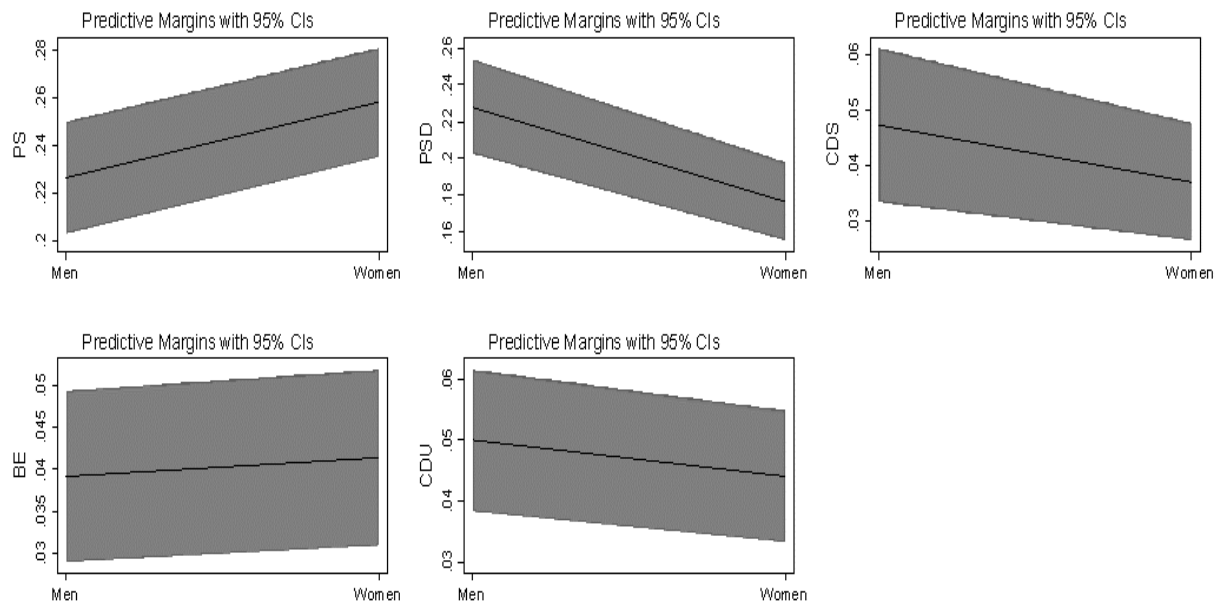 Predictive Margins with 95% CIs
PS
.28
.26
.24
.22
.2
Men
Women
Predictive Margins with 95% CIs
PSD
.26
.24
.22
.2
.18
.16
Men
Women
Predictive Margins with 95% CIs
CDS
.06
.05
.04
.03
Men
Women
Predictive Margins with 95% CIs
BE
.05
.045
.04
.035
.03
Men
Women
Predictive Margins with 95% CIs
CDU
.06
.05
.04
.03
Men
Women